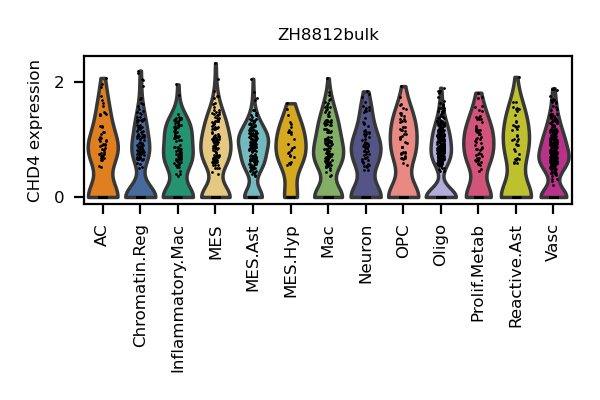 ZH8812bulk
CHD4 expression
2
0
AC
Chromatin.Reg
Inflammatory.Mac
MES
MES.Ast
MES.Hyp
Mac
Neuron
OPC
Oligo
Prolif.Metab
Reactive.Ast
Vasc